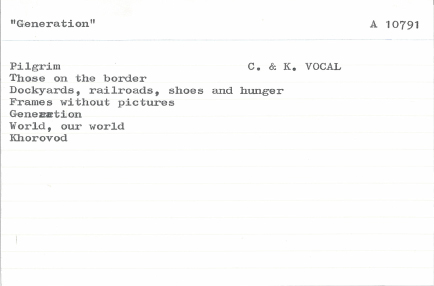 "Generation" A 10791
Pilgrim C. & K. VOCAL
Those on the border
Dockyards, railroads, shoes and hunger
Frames without pictures
Generation
World, our world
Khorovod